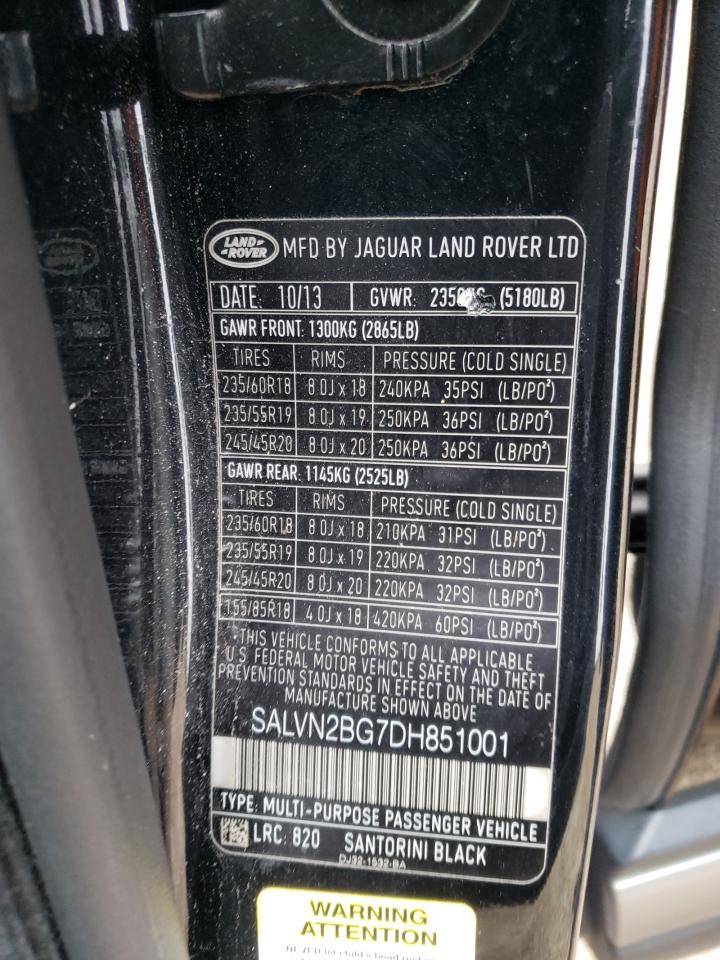 LAND ROVER MFD BY JAGUAR LAND ROVER LTD
DATE: 10/13 GVWR: (5180LB)
GAWR FRONT: 1300KG (2865LB)
TIRES RIMS PRESSURE (COLD SINGLE)
235/60R18 8.0J x 18 240KPA 35PSI (LB/PO²)
235/55R19 8.0J x 19 250KPA 36PSI (LB/PO²)
245/45R20 8.0J x 20 250KPA 36PSI (LB/PO²)
GAWR REAR: 1145KG (2525LB)
TIRES RIMS PRESSURE (COLD SINGLE)
235/60R18 8.0J x 18 210KPA 31PSI (LB/PO²)
235/55R19 8.0J x 19 220KPA 32PSI (LB/PO²)
245/45R20 8.0J x 20 220KPA 32PSI (LB/PO²)
155/85R18 4.0J x 18 420KPA 60PSI (LB/PO²)
THIS VEHICLE CONFORMS TO ALL APPLICABLE
U.S. FEDERAL MOTOR VEHICLE SAFETY AND THEFT
PREVENTION STANDARDS IN EFFECT ON THE DATE OF
MANUFACTURE SHOWN ABOVE
SALVN2BG7DH851001
TYPE: MULTI-PURPOSE PASSENGER VEHICLE
LRC: 820 SANTORINI BLACK
WARNING
ATTENTION